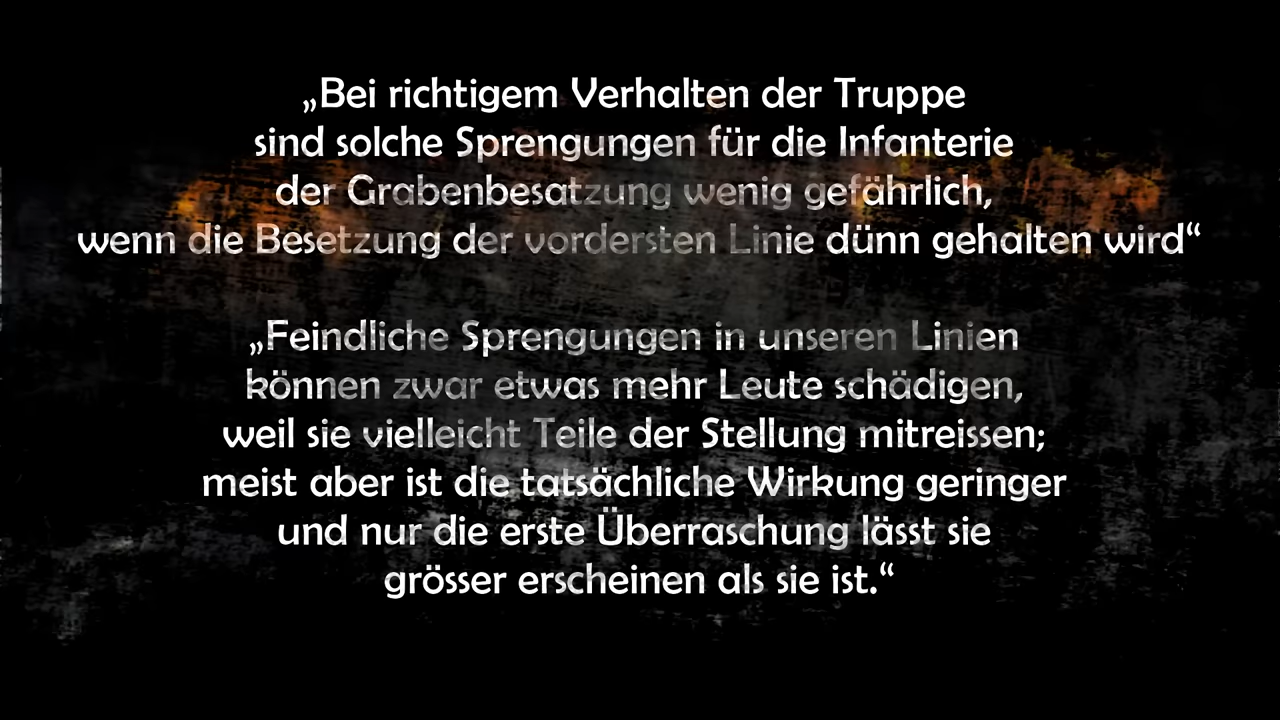 „Bei richtigem Verhalten der Truppe
sind solche Sprengungen für die Infanterie
der Grabenbesatzung wenig gefährlich,
wenn die Besetzung der vordersten Linie dünn gehalten wird“
„Feindliche Sprengungen in unseren Linien
können zwar etwas mehr Leute schädigen,
weil sie vielleicht Teile der Stellung mitreissen;
meist aber ist die tatsächliche Wirkung geringer
und nur die erste Überraschung lässt sie
grösser erscheinen als sie ist.“